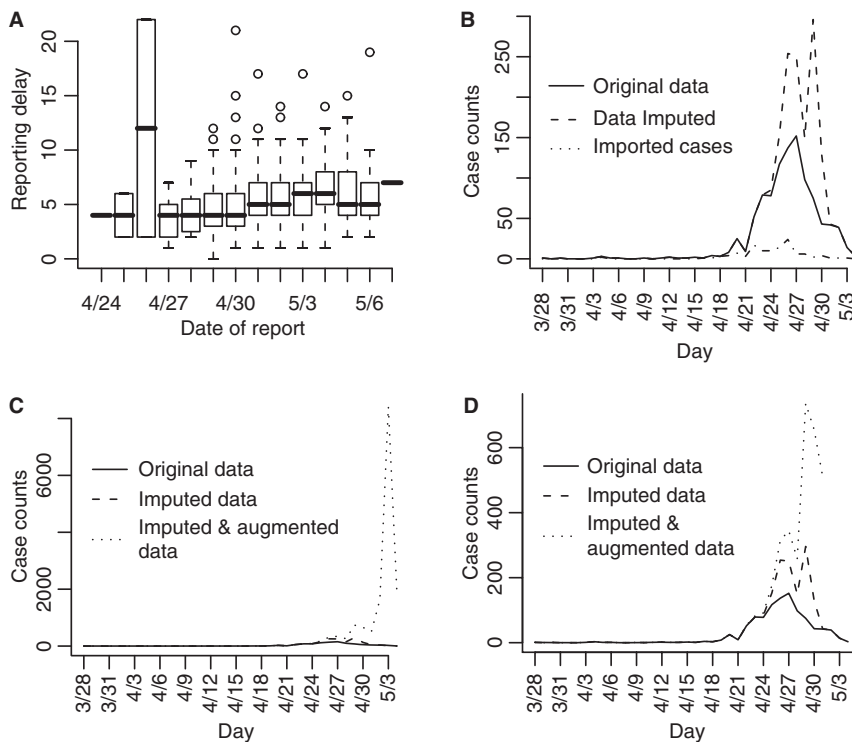 A
Reporting delay
20
15
10
5
0
4/24
4/27
4/30
5/3
5/6
Date of report
B
Case counts
250
150
50
0
Original data
Data Imputed
Imported cases
3/28
3/31
4/3
4/6
4/9
4/12
4/15
4/18
4/21
4/24
4/27
4/30
5/3
Day
C
Case counts
6000
2000
0
Original data
Imputed data
Imputed & augmented
data
3/28
3/31
4/3
4/6
4/9
4/12
4/15
4/18
4/21
4/24
4/27
4/30
5/3
Day
D
Case counts
600
400
200
0
Original data
Imputed data
Imputed &
augmented data
3/28
3/31
4/3
4/6
4/9
4/12
4/15
4/18
4/21
4/24
4/27
4/30
5/3
Day